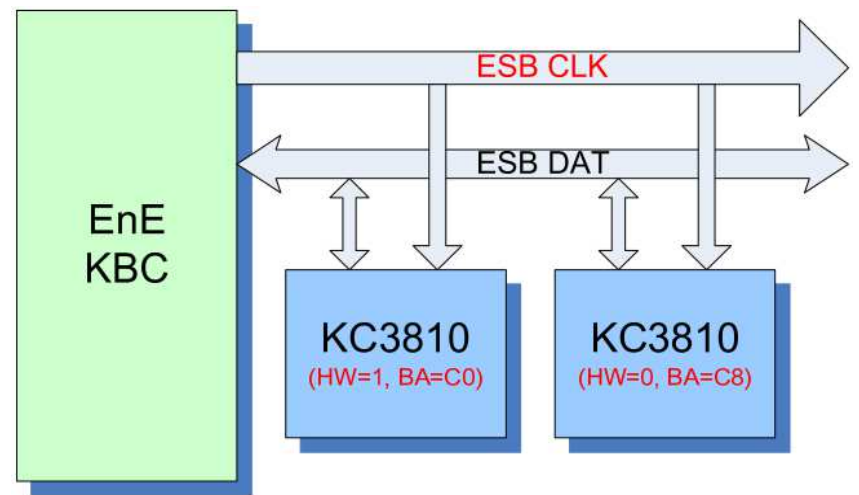 ESB CLK
ESB DAT
EnE
KBC
KC3810
(HW=1, BA=C0)
KC3810
(HW=0, BA=C8)